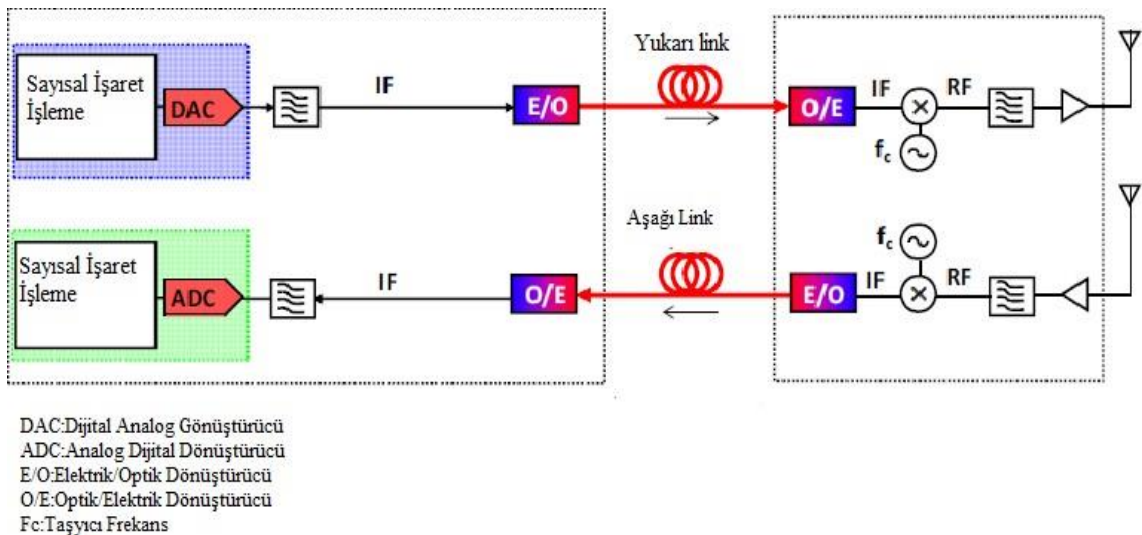 Yukarı link
Sayısal İşaret
İşleme
DAC
IF
E/O
O/E
IF
RF
fc
Aşağı Link
Sayısal İşaret
İşleme
ADC
IF
O/E
E/O
fc
IF
RF
DAC:Dijital Analog Gönüştürücü
ADC:Analog Dijital Dönüştürücü
E/O:Elektrik/Optik Dönüştürücü
O/E:Optik/Elektrik Dönüştürücü
Fc:Taşyıcı Frekans